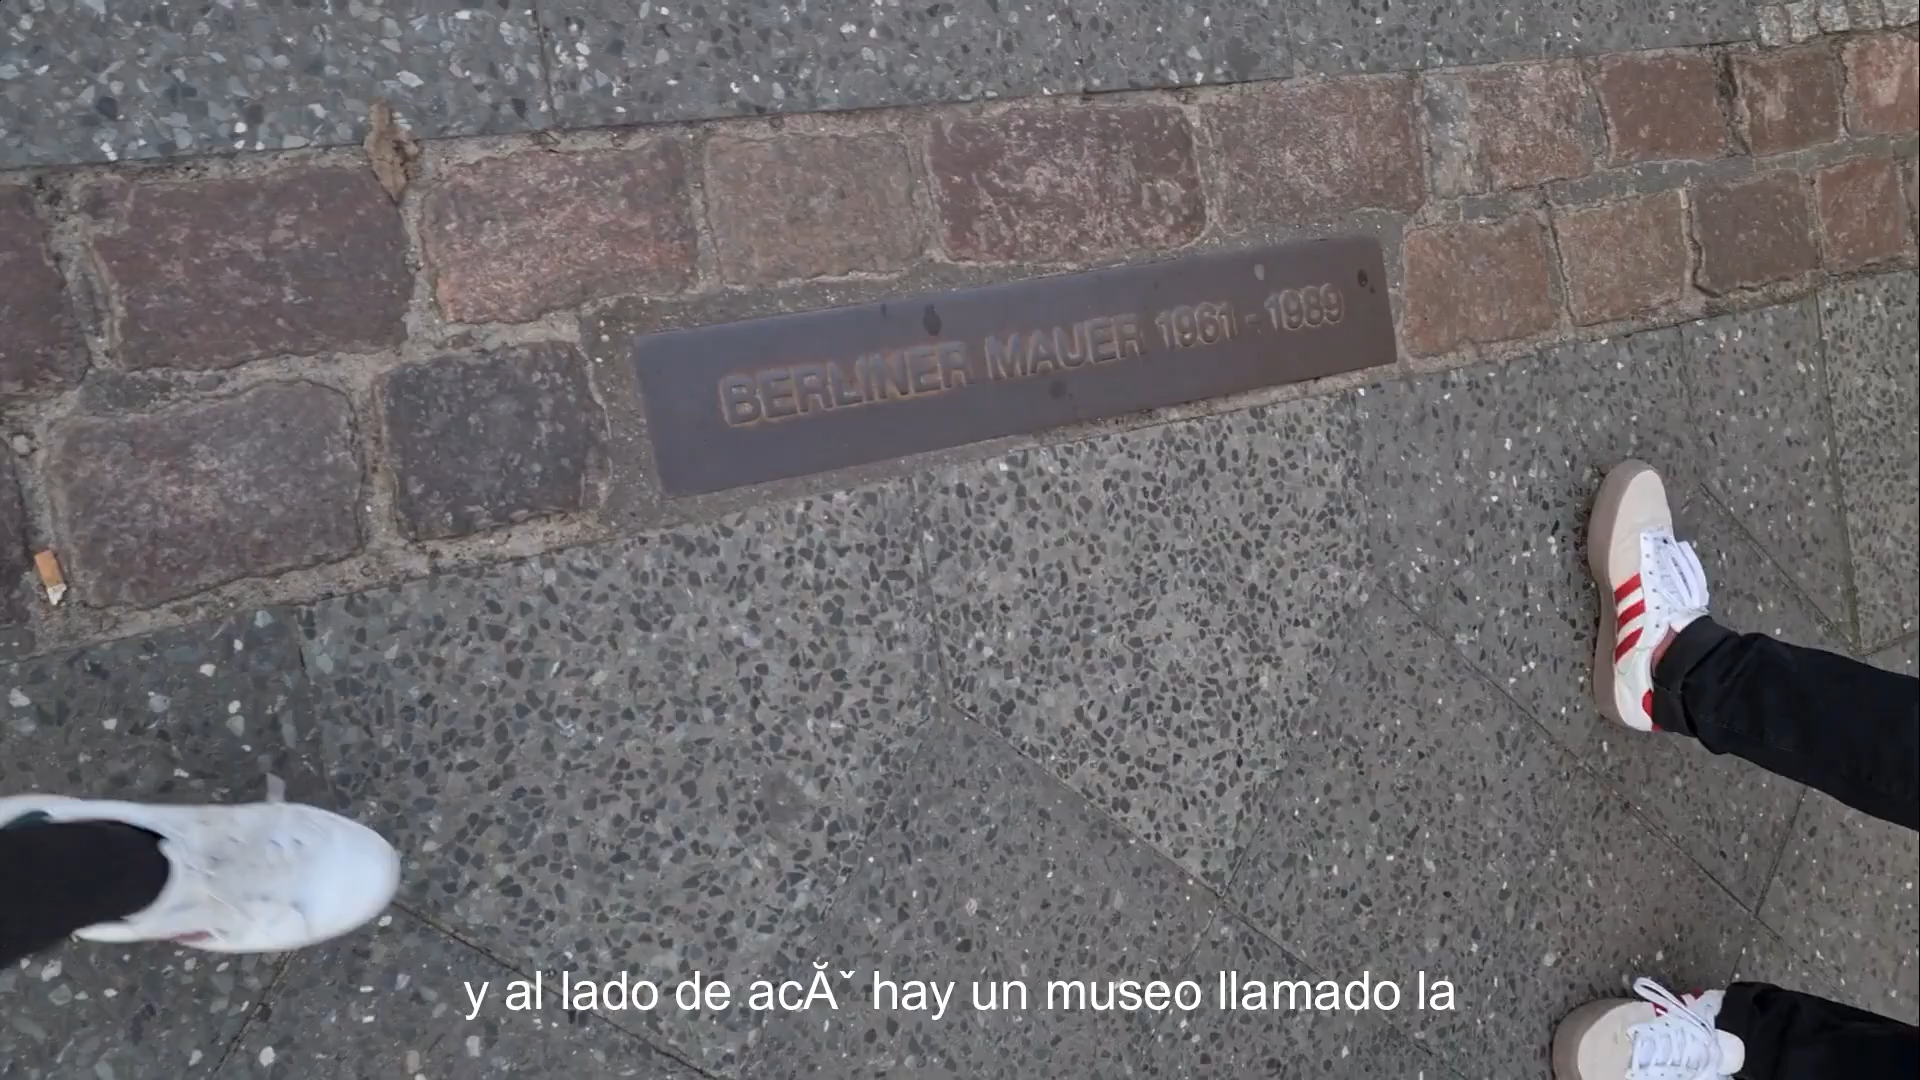 BERLINER MAUER 1961 - 1989
y al lado de acĂˇ hay un museo llamado la